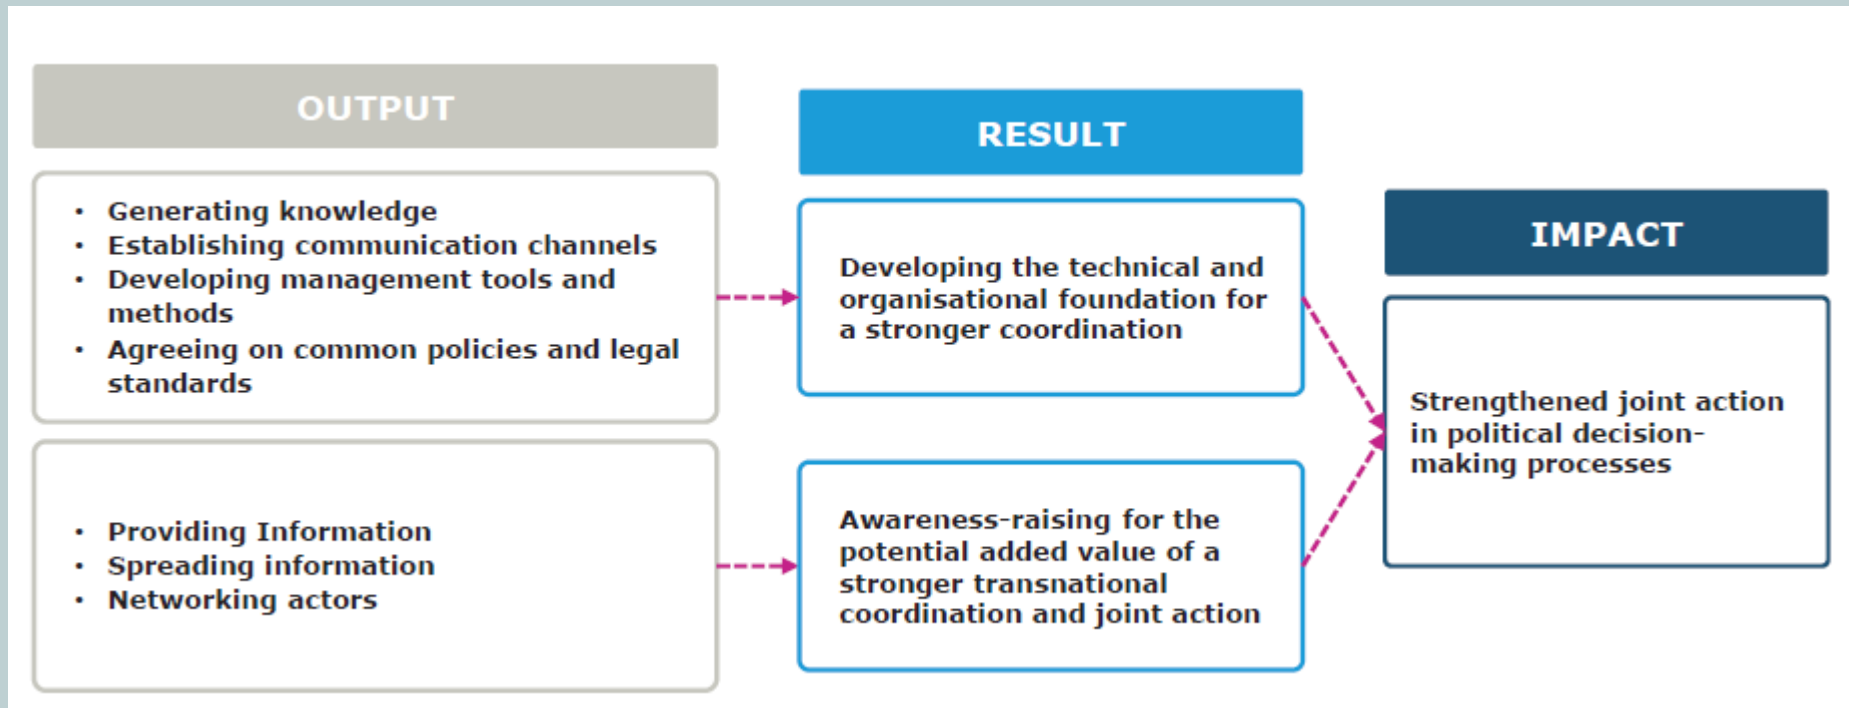 OUTPUT
• Generating knowledge
• Establishing communication channels
• Developing management tools and
methods
• Agreeing on common policies and legal
standards
• Providing Information
• Spreading information
• Networking actors
RESULT
Developing the technical and
organisational foundation for
a stronger coordination
Awareness-raising for the
potential added value of a
stronger transnational
coordination and joint action
IMPACT
Strengthened joint action
in political decision-
making processes